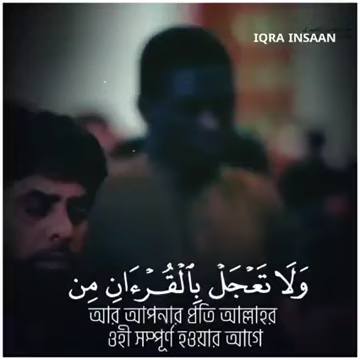 IQRA INSAAN
وَلَا تَعۡجَلۡ بِٱلۡقُرۡءَانِ مِن
আর আপনার প্রতি আল্লাহর
ওহী সম্পূর্ণ হওয়ার আগে